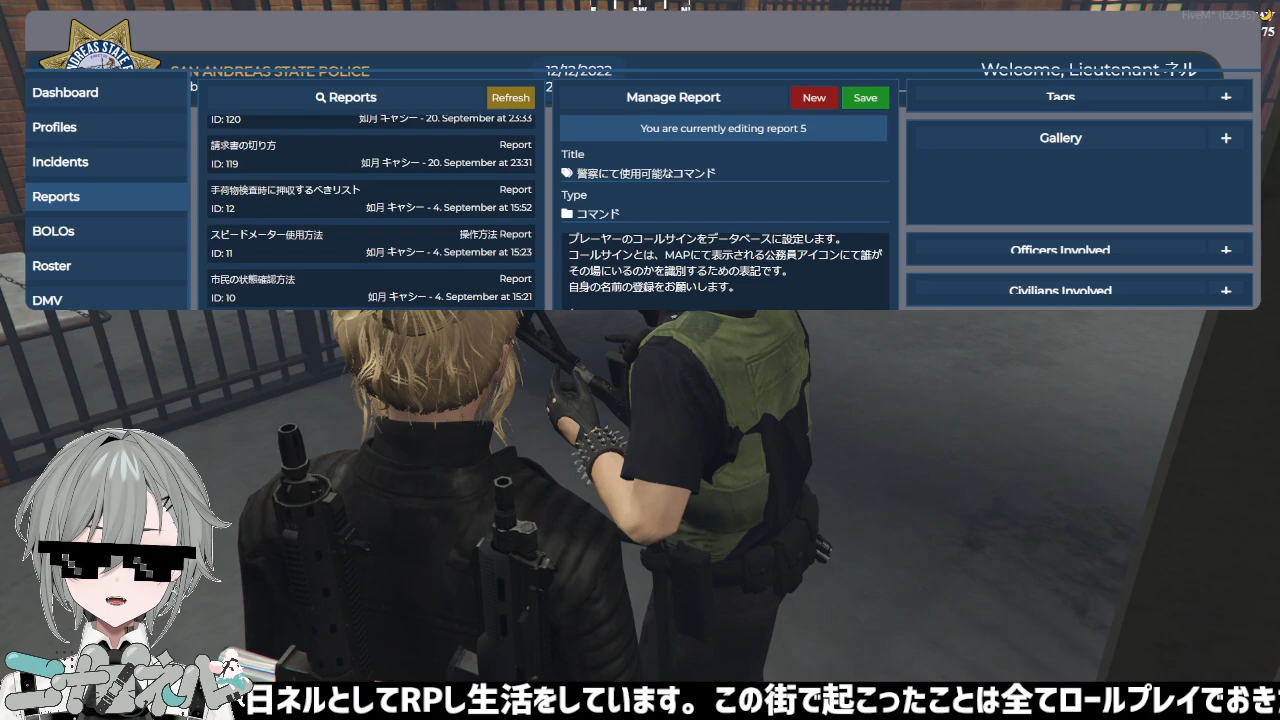 FiveM* (b2545)
75
SAN ANDREAS STATE POLICE
12/12/2022
Welcome, Lieutenant ネル
Dashboard
Profiles
Incidents
Reports
BOLOs
Roster
DMV
Reports
Refresh
ID: 120
如月 キャシー - 20. September at 23:33
請求書の切り方
Report
ID: 119
如月 キャシー - 20. September at 23:31
手荷物検査時に押収するべきリスト
Report
ID: 12
如月 キャシー - 4. September at 15:52
スピードメーター使用方法
操作方法 Report
ID: 11
如月 キャシー - 4. September at 15:23
市民の状態確認方法
Report
ID: 10
如月 キャシー - 4. September at 15:21
Manage Report
New
Save
You are currently editing report 5
Title
警察にて使用可能なコマンド
Type
コマンド
プレーヤーのコールサインをデータベースに設定します。
コールサインとは、MAPにて表示される公務員アイコンにて誰が
その場にいるのかを識別するための表記です。
自身の名前の登録をお願いします。
Tags
+
Gallery
+
Officers Involved
+
Civilians Involved
+
日ネルとしてRPし生活をしています。この街で起こったことは全てロールプレイでおき